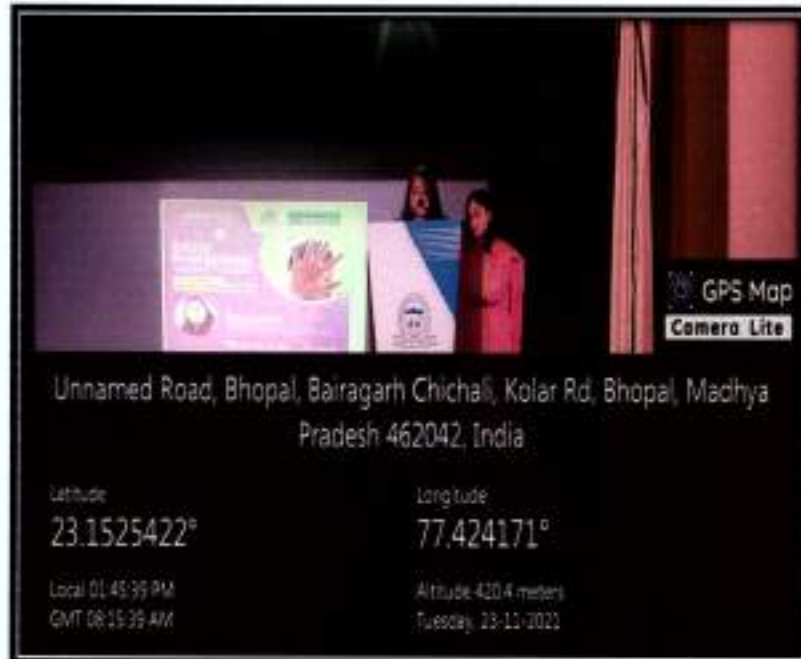 GPS Map
Camera Lite
Unnamed Road, Bhopal, Bairagarh Chichali, Kolar Rd, Bhopal, Madhya
Pradesh 462042, India
Latitude
Longitude
23.1525422°
77.424171°
Local 01:45:39 PM
Altitude 420.4 meters
GMT 08:15:39 AM
Tuesday, 23-11-2021